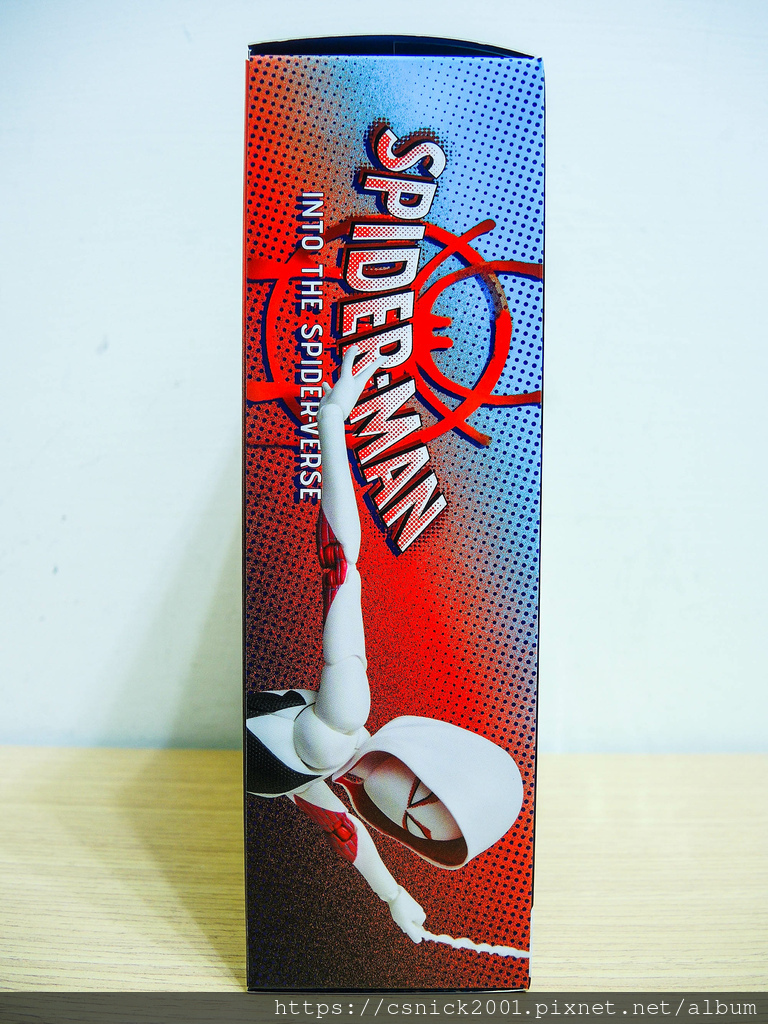 SPIDER-MAN
INTO THE SPIDER-VERSE
https://csnick2001.pixnet.net/album